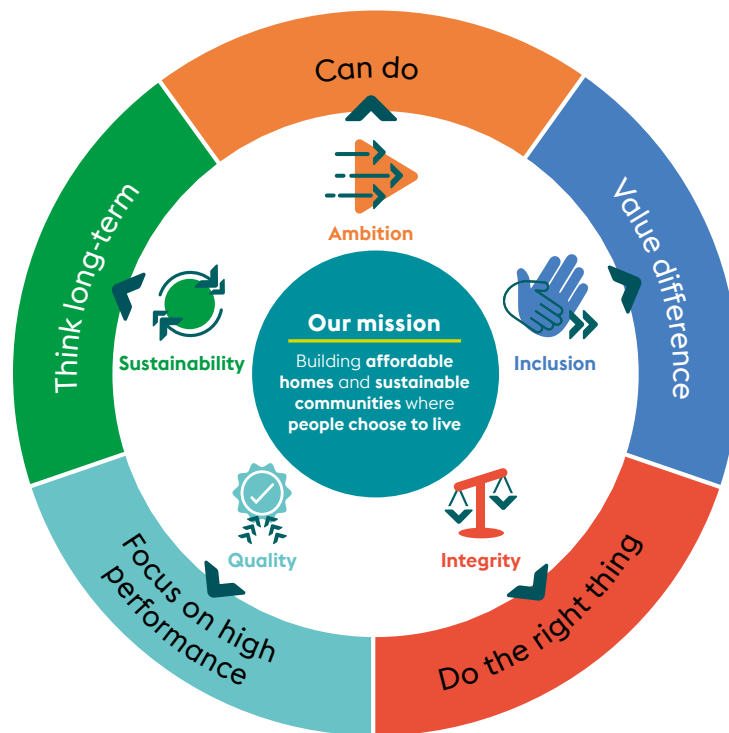 Can do
Ambition
Value difference
Inclusion
Do the right thing
Integrity
Focus on high
performance
Quality
Think long-term
Sustainability
Our mission
Building affordable
homes and sustainable
communities where
people choose to live